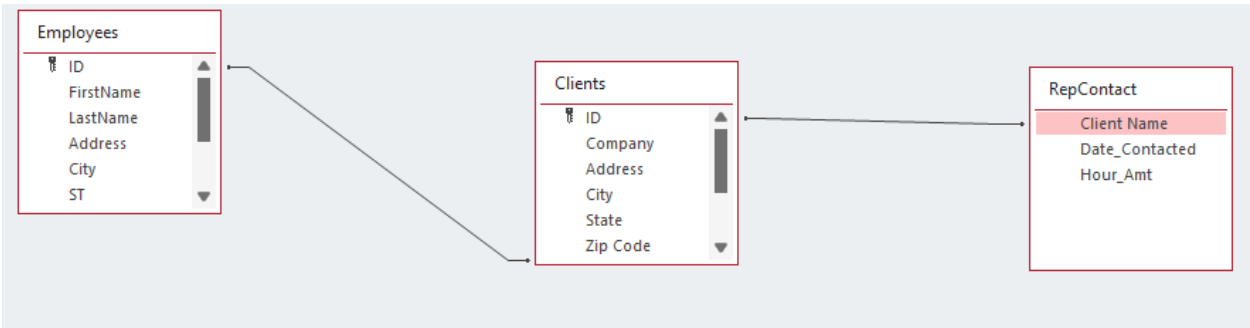 Employees
ID
FirstName
LastName
Address
City
ST
Clients
ID
Company
Address
City
State
Zip Code
RepContact
Client Name
Date_Contacted
Hour_Amt